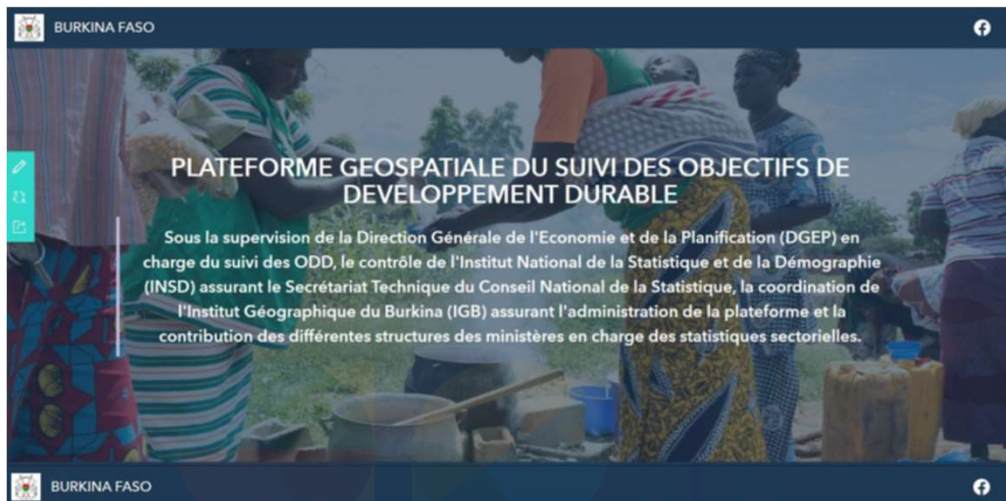 BURKINA FASO
PLATEFORME GEOSPATIALE DU SUIVI DES OBJECTIFS DE
DEVELOPPEMENT DURABLE
Sous la supervision de la Direction Générale de l'Economie et de la Planification (DGEP) en
charge du suivi des ODD, le contrôle de l'Institut National de la Statistique et de la Démographie
(INSD) assurant le Secrétariat Technique du Conseil National de la Statistique, la coordination de
l'Institut Géographique du Burkina (IGB) assurant l'administration de la plateforme et la
contribution des différentes structures des ministères en charge des statistiques sectorielles.
BURKINA FASO